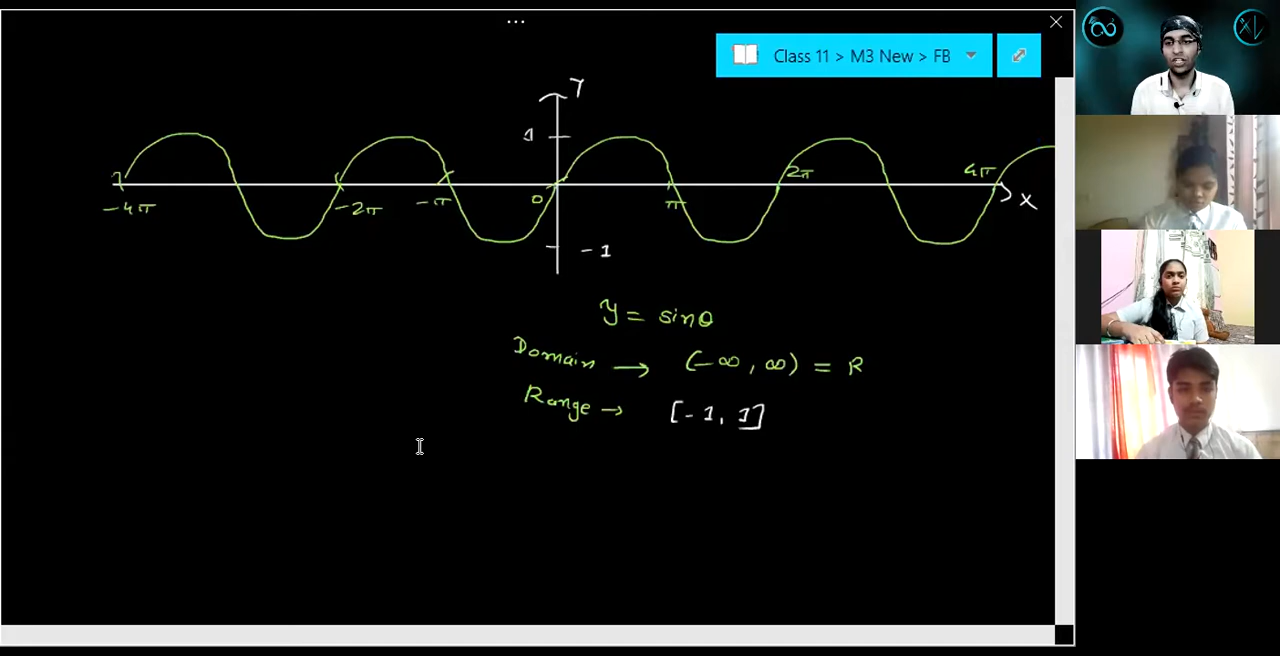 Class 11 > M3 New > FB
Y
1
2π
4π
-4π
-2π
-π
0
π
X
-1
y = sinθ
Domain → (-∞, ∞) = R
Range → [-1, 1]